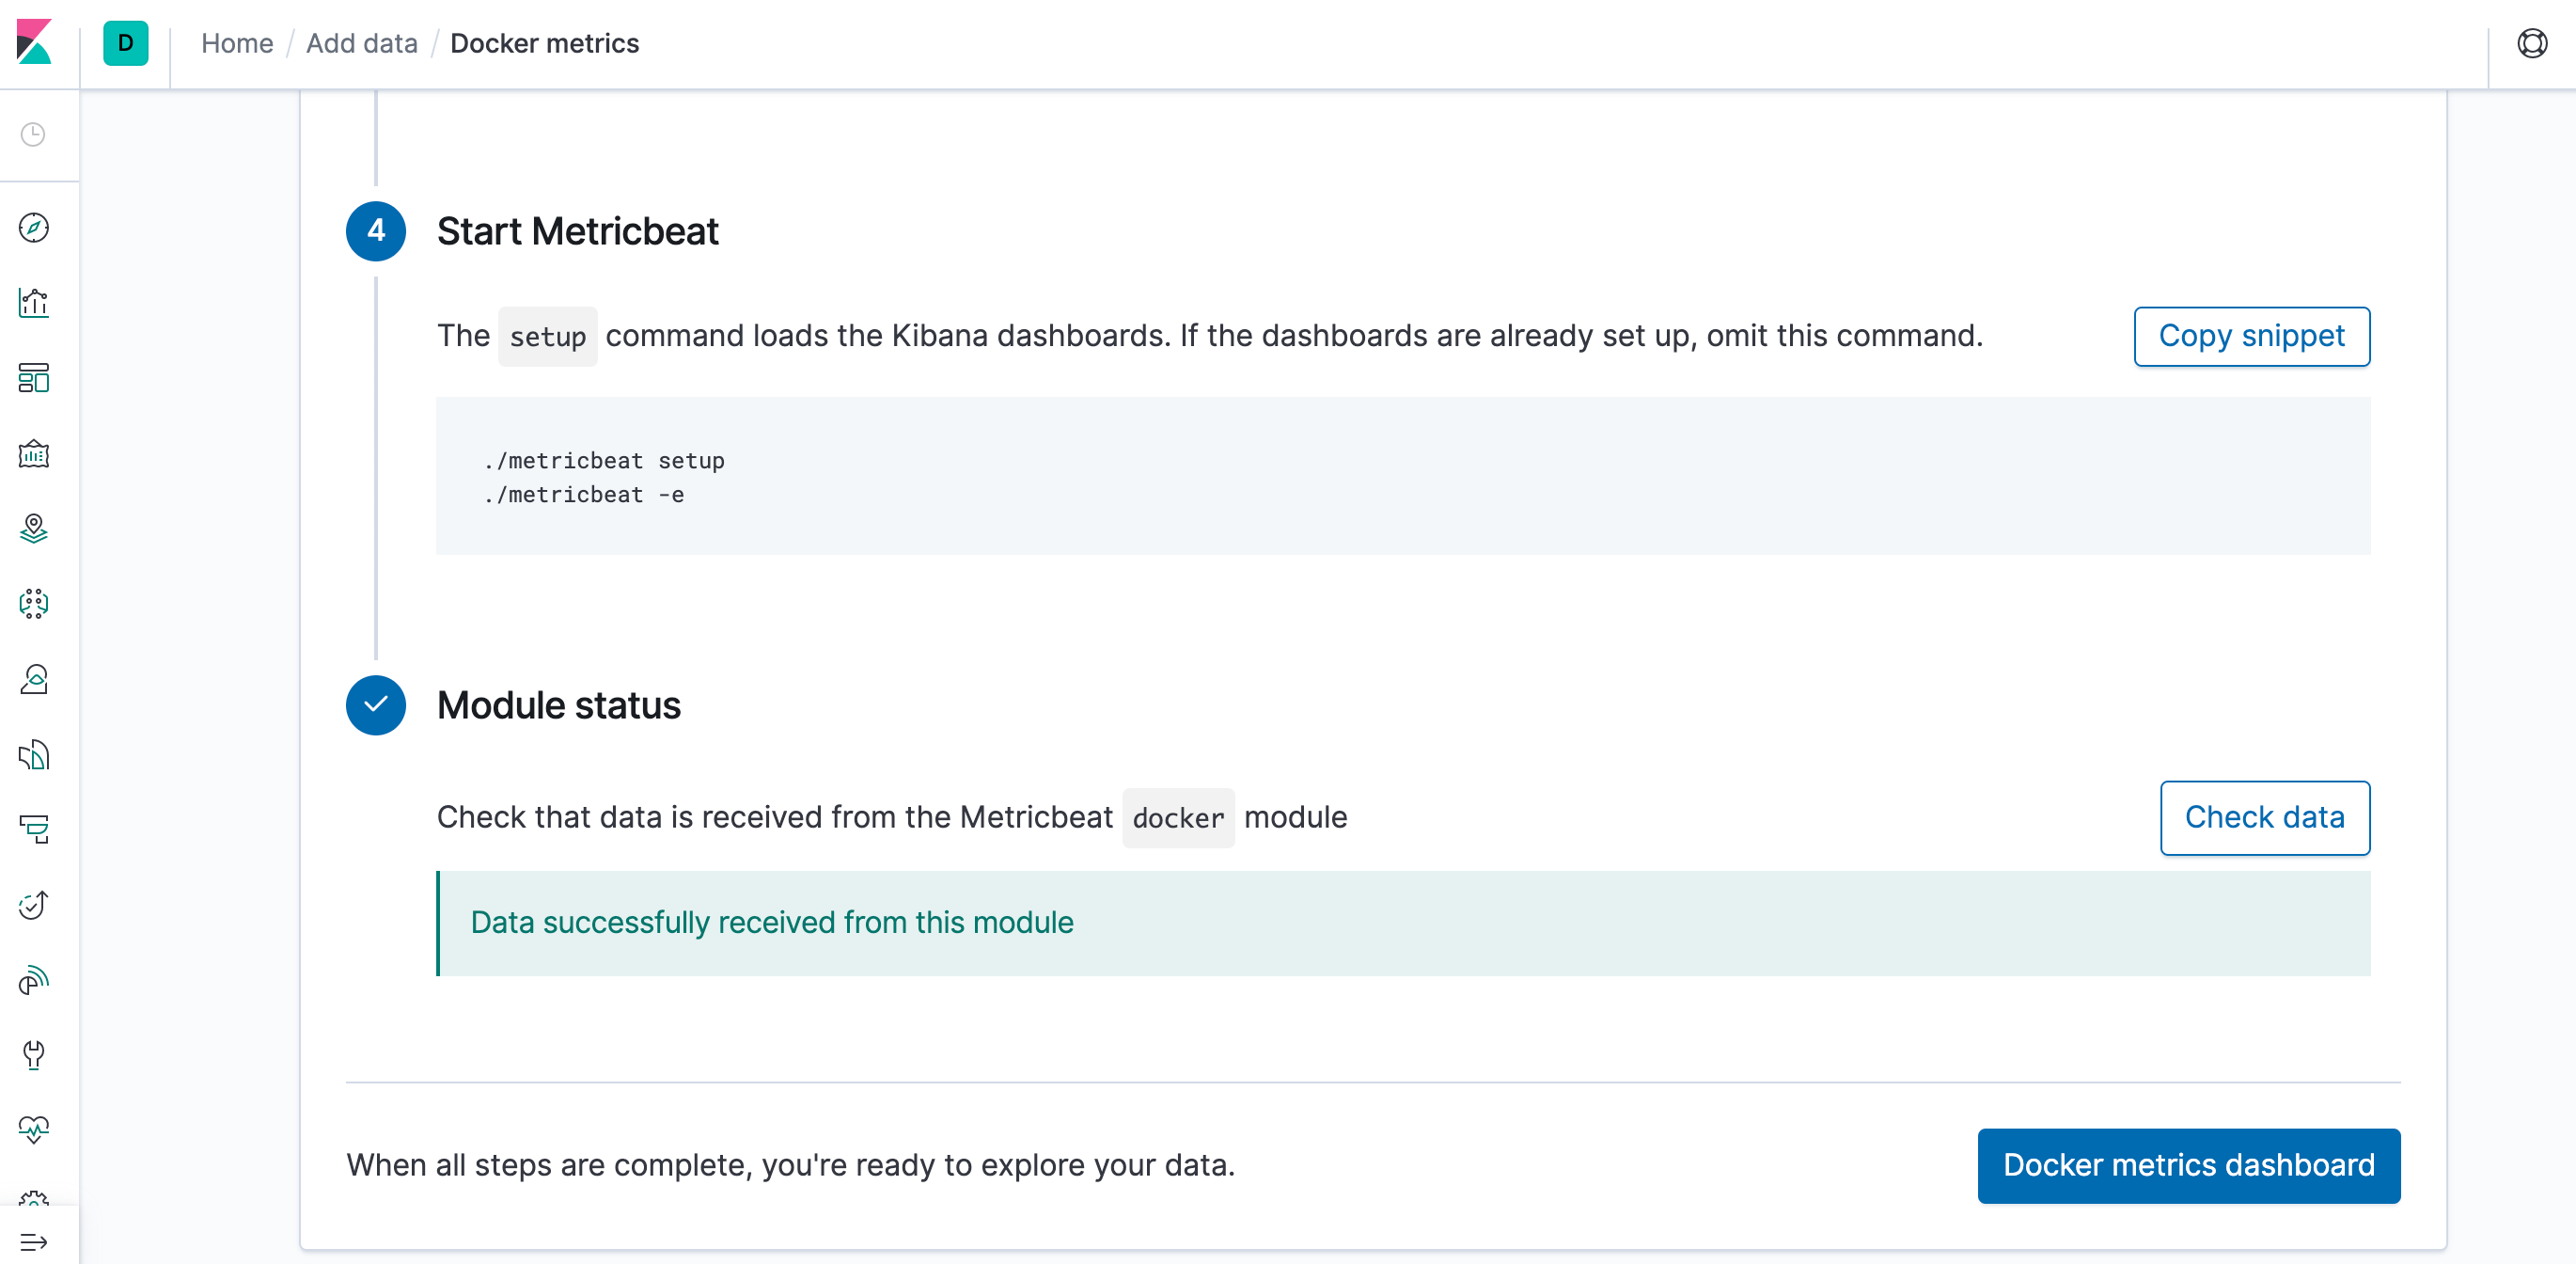 D Home / Add data / Docker metrics
4 Start Metricbeat
The setup command loads the Kibana dashboards. If the dashboards are already set up, omit this command.
Copy snippet
./metricbeat setup
./metricbeat -e
Module status
Check that data is received from the Metricbeat docker module
Check data
Data successfully received from this module
When all steps are complete, you're ready to explore your data.
Docker metrics dashboard